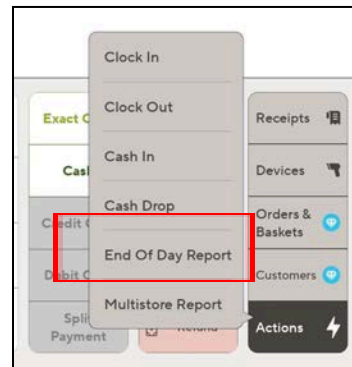 Clock In
Clock Out
Exact C
Receipts
Cash In
Cas
Devices
Cash Drop
Credit C
Orders &
Baskets
End Of Day Report
Debit C
Customers
Multistore Report
Split
Payment
Refund
Actions